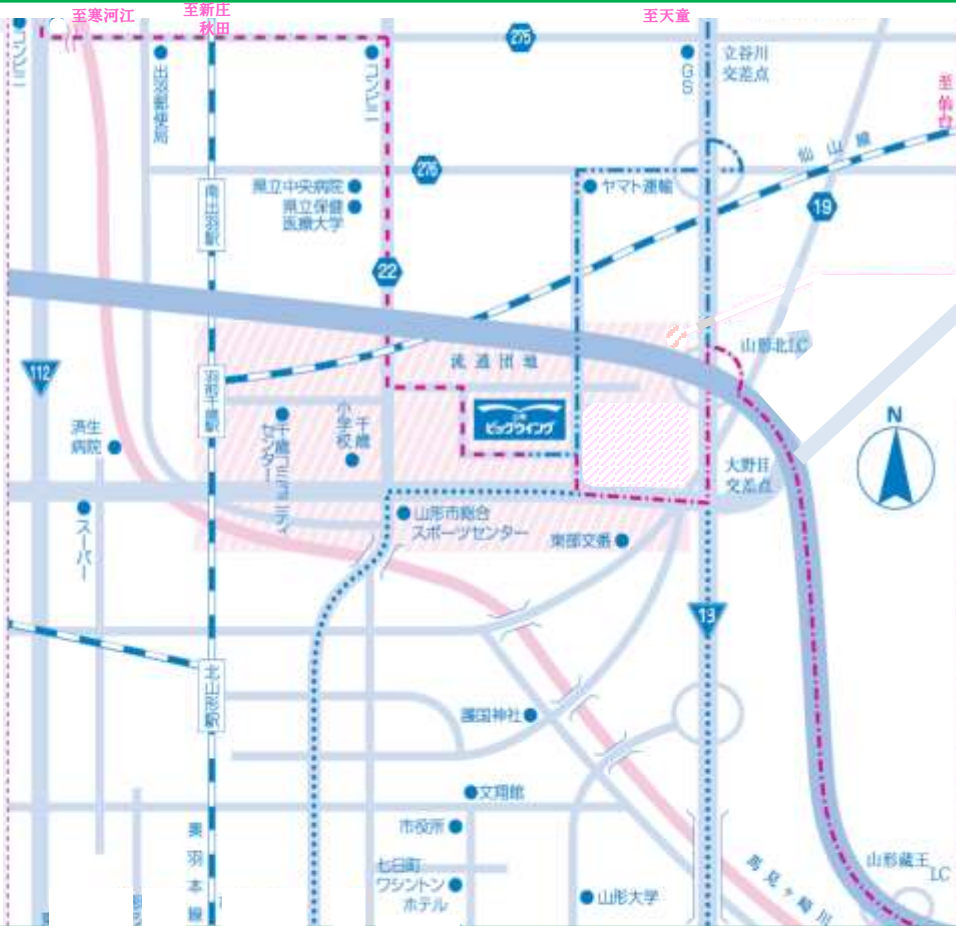 至寒河江
至新庄
秋田
至天童
コンビニ
出羽郵便局
コンビニ
275
GS
立谷川
交差点
至仙台
仙山線
276
ヤマト運輸
19
県立中央病院
県立保健
医療大学
南出羽駅
22
山形北I.C
流通団地
112
羽前千歳駅
ビッグウイング
千歳
小学校
千歳コミュニティ
センター
済生
病院
N
大野目
交差点
スーパー
山形市総合
スポーツセンター
東部交番
13
北山形駅
護国神社
文翔館
市役所
奥羽本線
七日町
ワシントン
ホテル
山形大学
馬見ヶ崎川
山形蔵王
I.C